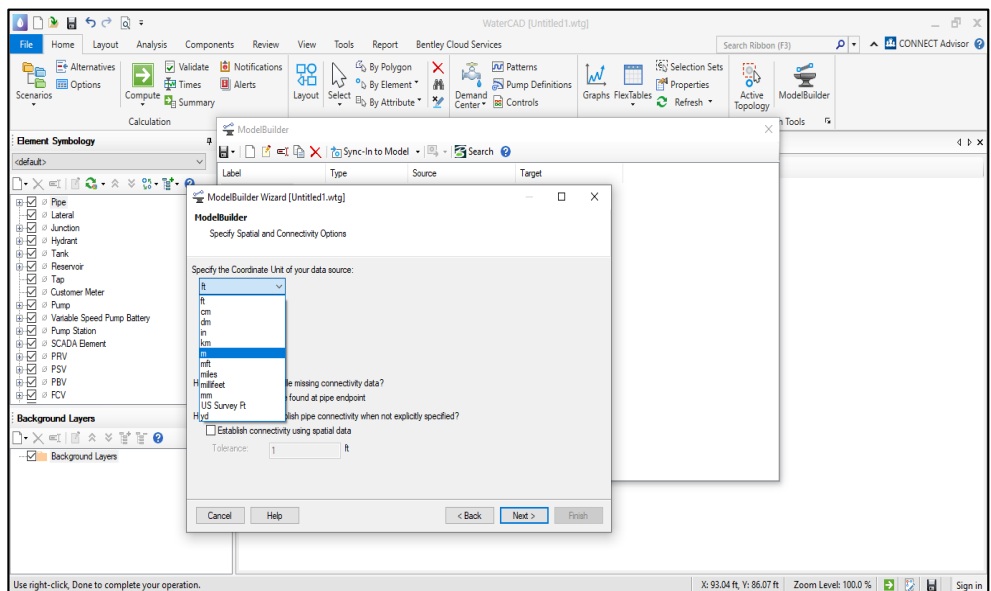 WaterCAD [Untitled1.wtg]
File Home Layout Analysis Components Review View Tools Report Bentley Cloud Services Search Ribbon (F3) CONNECT Advisor
Scenarios
Alternatives
Options
Compute
Validate
Times
Summary
Notifications
Alerts
Calculation
Layout
Select
By Polygon
By Element
By Attribute
Demand Center
Patterns
Pump Definitions
Controls
Graphs
FlexTables
Selection Sets
Properties
Refresh
Active Topology
ModelBuilder
Tools
Element Symbology
<default>
Pipe
Lateral
Junction
Hydrant
Tank
Reservoir
Tap
Customer Meter
Pump
Variable Speed Pump Battery
Pump Station
SCADA Element
PRV
PSV
PBV
FCV
Background Layers
Background Layers
ModelBuilder
Sync-In to Model Search
Label Type Source Target
ModelBuilder Wizard [Untitled1.wtg]
ModelBuilder
Specify Spatial and Connectivity Options
Specify the Coordinate Unit of your data source:
ft
ft
cm
dm
in
km
m
mft
miles
millifeet
mm
US Survey Ft
yd
missing connectivity data?
found at pipe endpoint
pipe connectivity when not explicitly specified?
Establish connectivity using spatial data
Tolerance: 1 ft
Cancel Help < Back Next > Finish
Use right-click, Done to complete your operation.
X: 93.04 ft, Y: 86.07 ft Zoom Level: 100.0 % Sign in